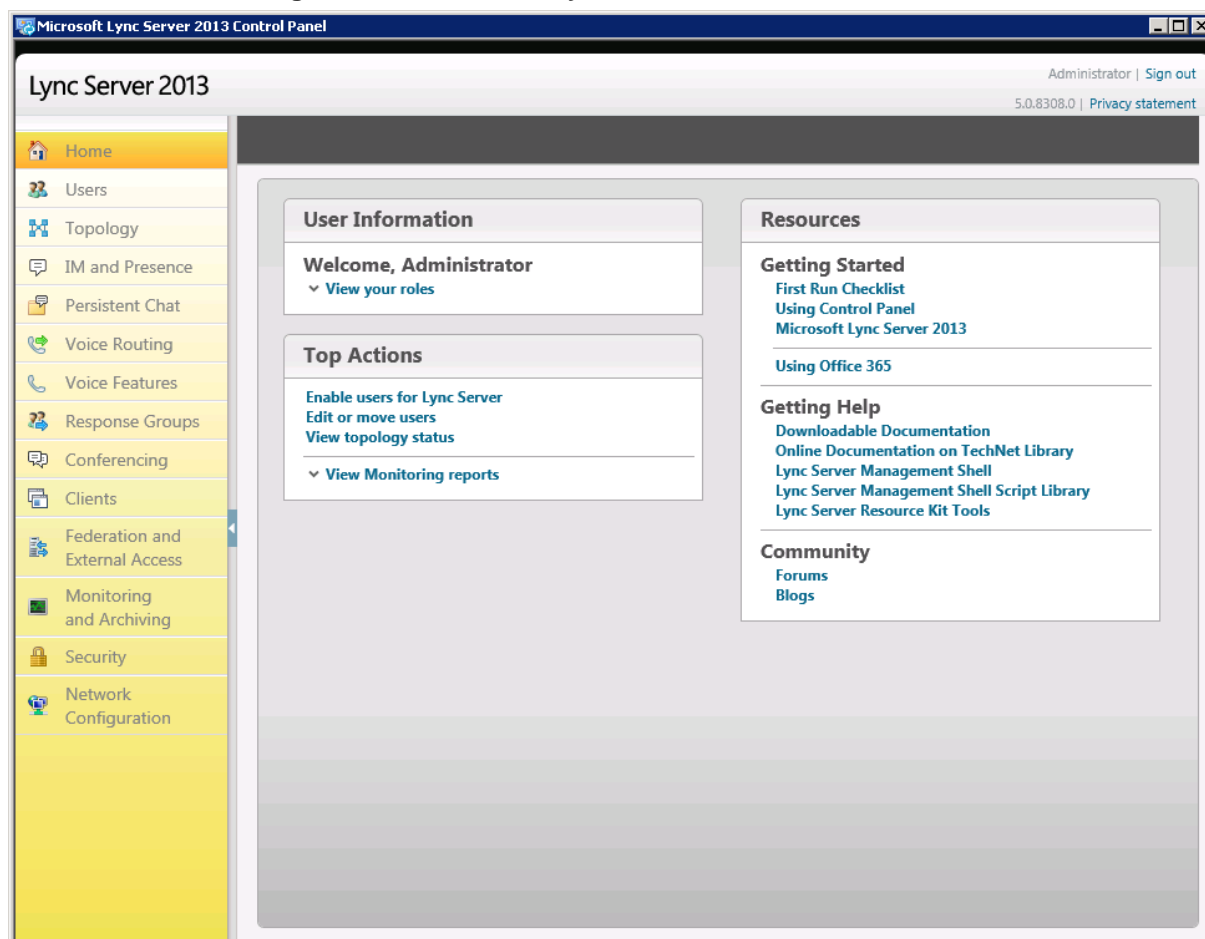 Microsoft Lync Server 2013 Control Panel
Lync Server 2013
Administrator | Sign out
5.0.8308.0 | Privacy statement
Home
Users
Topology
IM and Presence
Persistent Chat
Voice Routing
Voice Features
Response Groups
Conferencing
Clients
Federation and
External Access
Monitoring
and Archiving
Security
Network
Configuration
User Information
Welcome, Administrator
View your roles
Top Actions
Enable users for Lync Server
Edit or move users
View topology status
View Monitoring reports
Resources
Getting Started
First Run Checklist
Using Control Panel
Microsoft Lync Server 2013
Using Office 365
Getting Help
Downloadable Documentation
Online Documentation on TechNet Library
Lync Server Management Shell
Lync Server Management Shell Script Library
Lync Server Resource Kit Tools
Community
Forums
Blogs